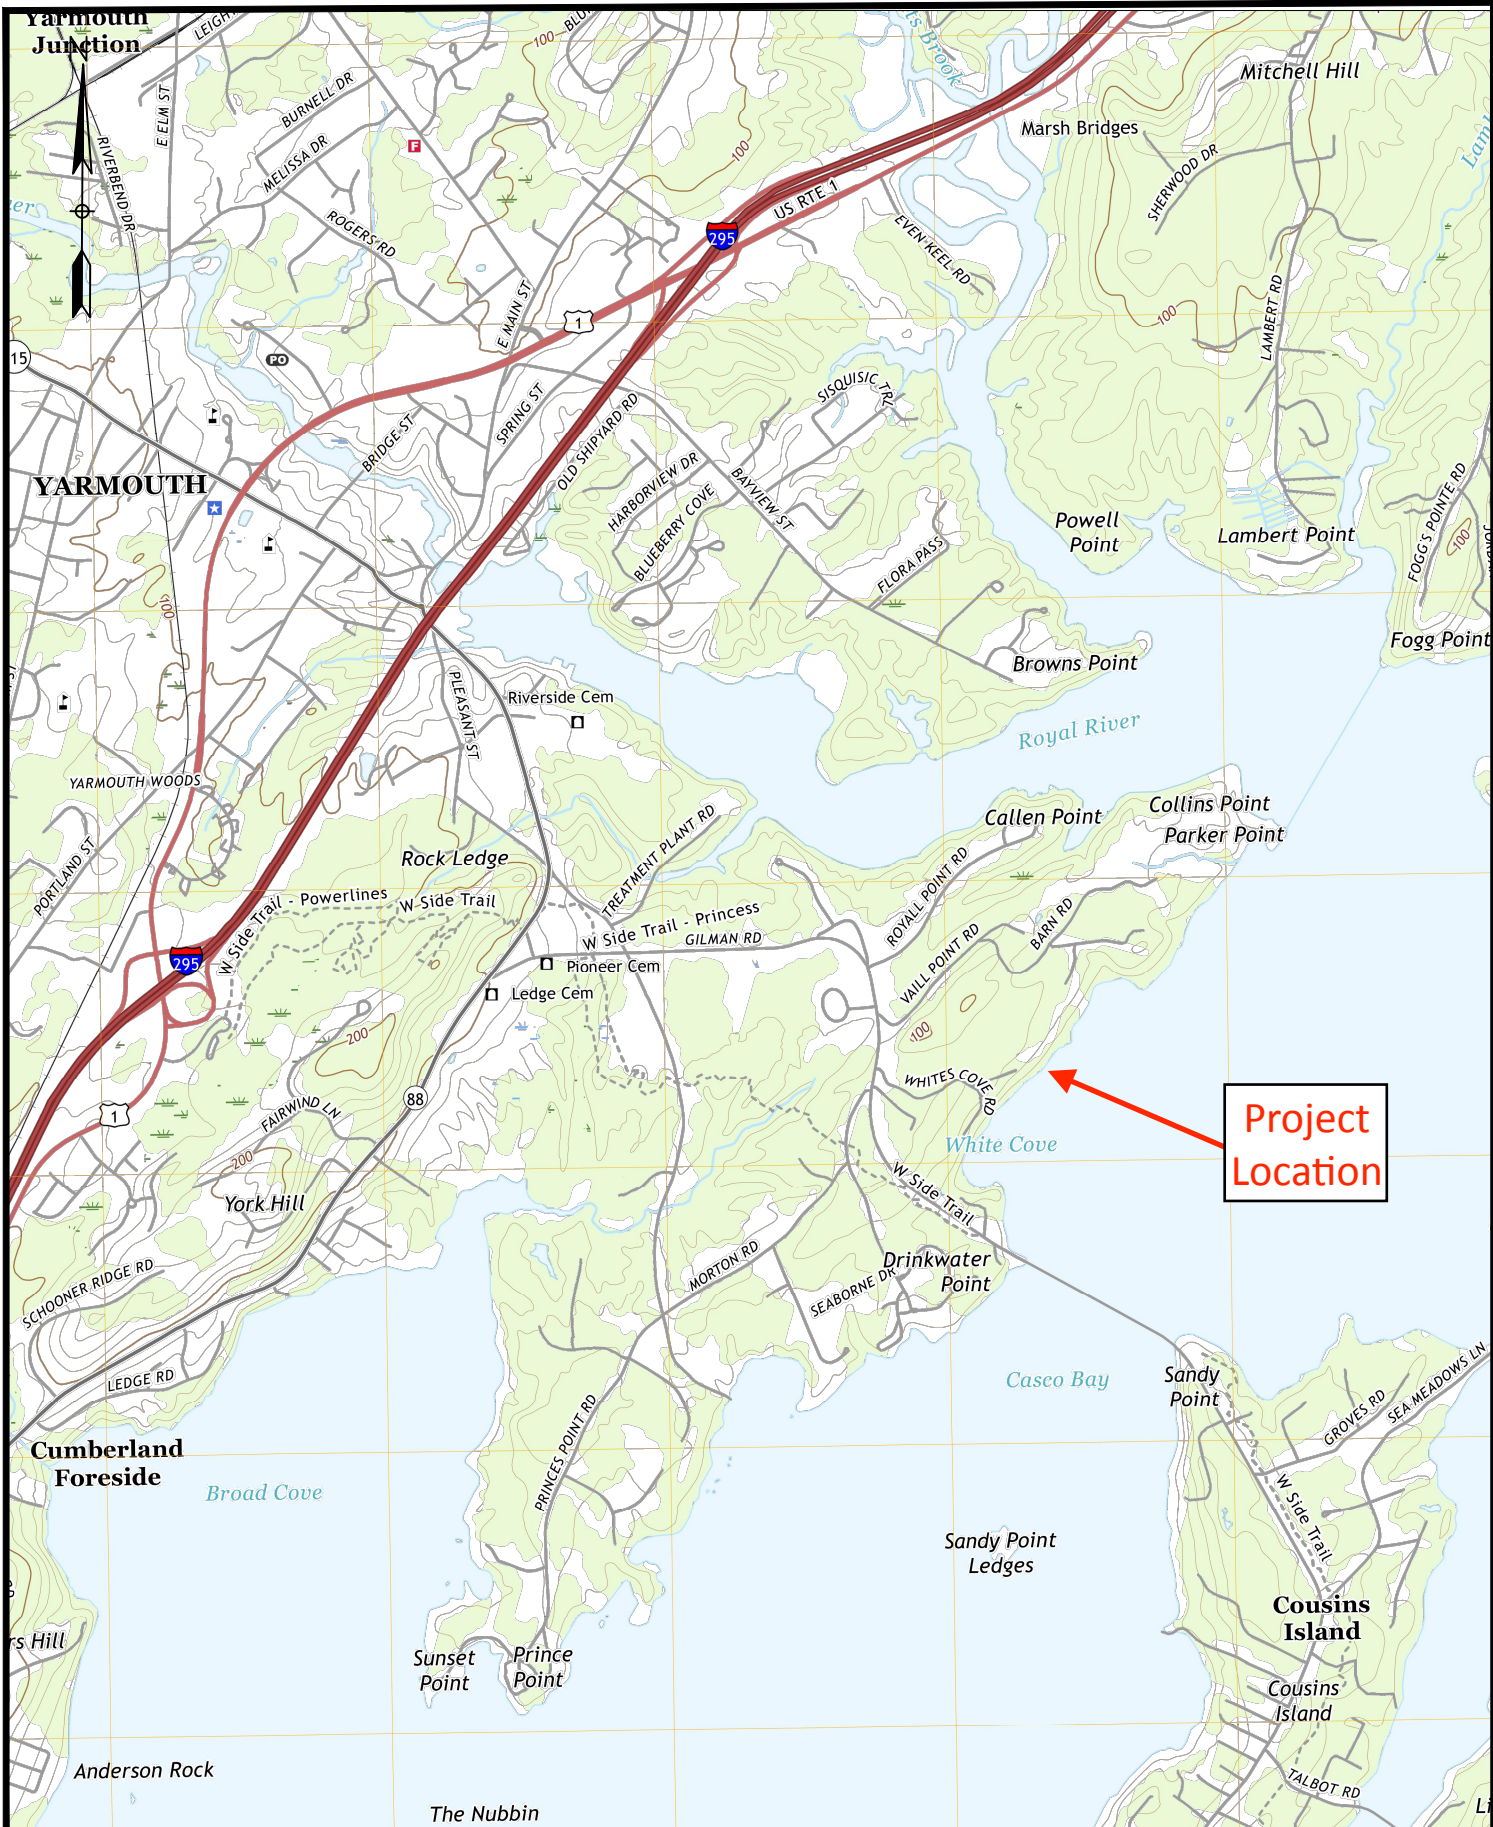 Yarmouth
Junction
LEIGH
E ELM ST
BURNELL DR
MELISSA DR
RIVERBEND DR
ROGERS RD
F
100
BLU
100
ts Brook
Marsh Bridges
Mitchell Hill
SHERWOOD DR
Lamb
er
US RTE 1
295
EVEN KEEL RD
E MAIN ST
1
100
LAMBERT RD
15
PO
SISQUISIC TRL
SPRING ST
BRIDGE ST
OLD SHIPYARD RD
HARBORVIEW DR
BLUEBERRY COVE
BAYVIEW ST
YARMOUTH
Powell
Point
Lambert Point
FOGG'S POINTE RD
100
FLORA PASS
100
Fogg Point
Browns Point
PLEASANT ST
Riverside Cem
Royal River
YARMOUTH WOODS
Collins Point
Callen Point
Parker Point
PORTLAND ST
Rock Ledge
TREATMENT PLANT RD
ROYALL POINT RD
W Side Trail - Powerlines
W Side Trail
W Side Trail - Princess
GILMAN RD
BARN RD
VAILL POINT RD
295
Pioneer Cem
Ledge Cem
200
100
88
1
FAIRWIND LN
WHITES COVE RD
Project
Location
White Cove
200
York Hill
W Side Trail
SCHOONER RIDGE RD
MORTON RD
SEABORNE DR
Drinkwater
Point
LEDGE RD
Casco Bay
Sandy
Point
GROVES RD
SEA MEADOWS LN
PRINCES POINT RD
Cumberland
Foreside
Broad Cove
W Side Trail
Sandy Point
Ledges
Cousins
Island
rs Hill
Sunset
Point
Prince
Point
Cousins
Island
Anderson Rock
TALBOT RD
The Nubbin
Li